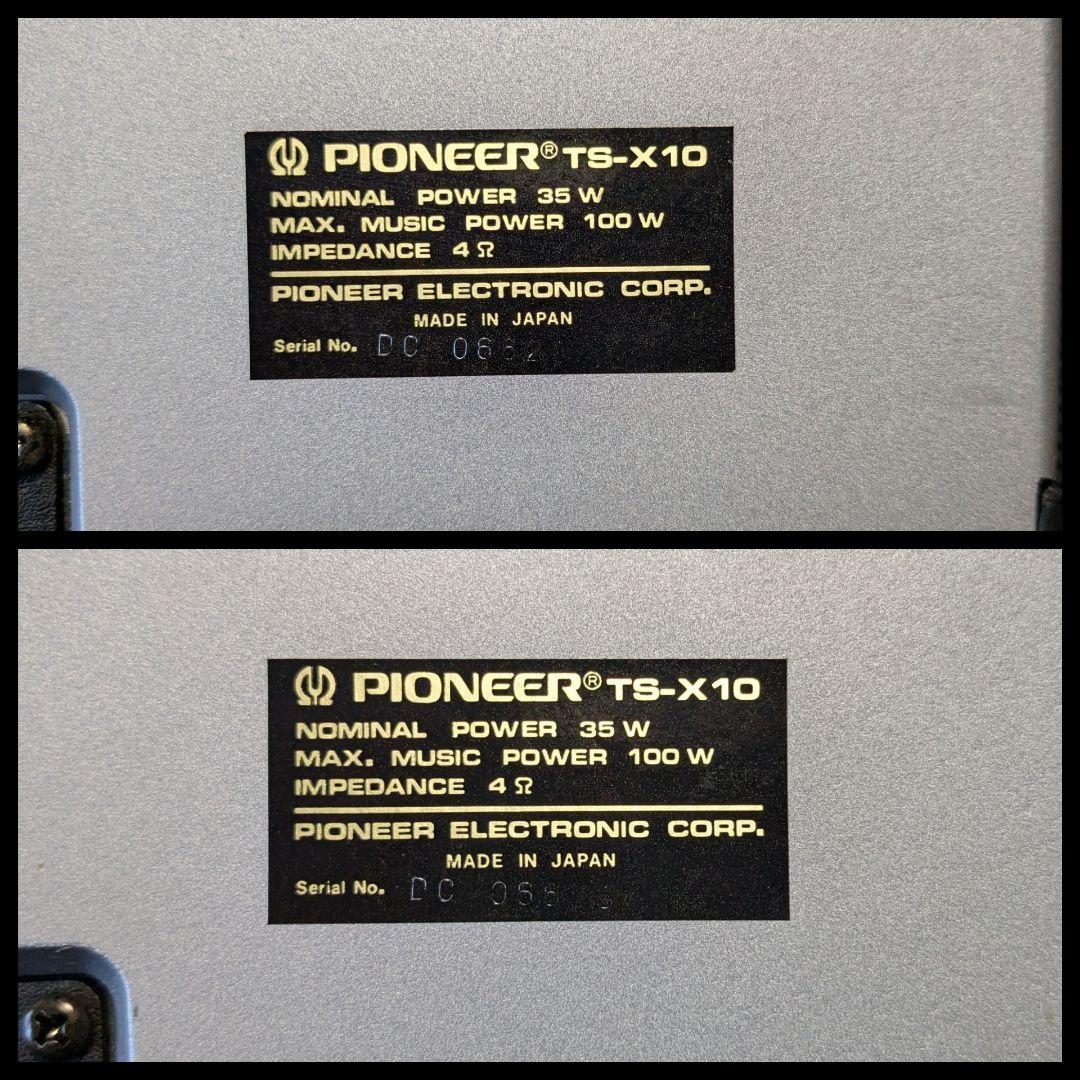 PIONEER® TS-X10
NOMINAL POWER 35 W
MAX. MUSIC POWER 100 W
IMPEDANCE 4 Ω
PIONEER ELECTRONIC CORP.
MADE IN JAPAN
Serial No. DC
PIONEER® TS-X10
NOMINAL POWER 35 W
MAX. MUSIC POWER 100 W
IMPEDANCE 4 Ω
PIONEER ELECTRONIC CORP.
MADE IN JAPAN
Serial No. DC